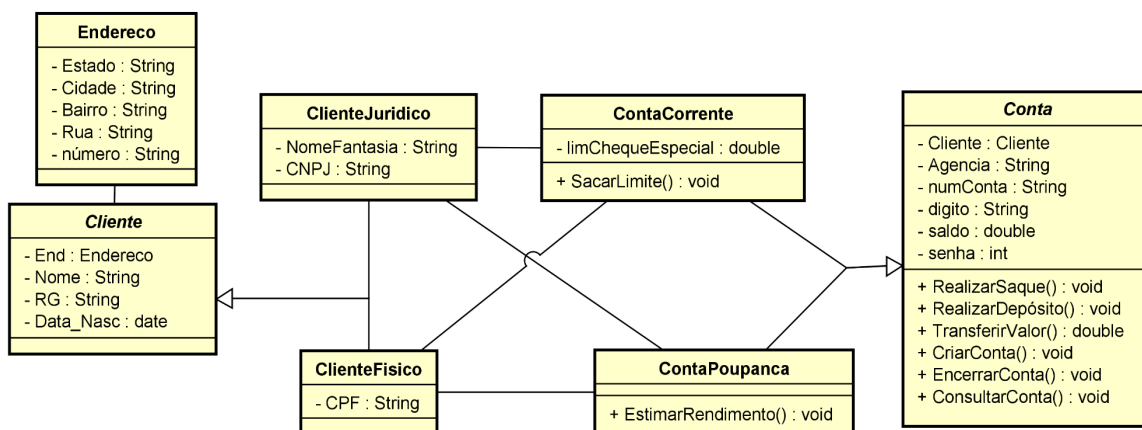 Endereco
- Estado : String
- Cidade : String
- Bairro : String
- Rua : String
- número : String
Cliente
- End : Endereco
- Nome : String
- RG : String
- Data_Nasc : date
ClienteJuridico
- NomeFantasia : String
- CNPJ : String
ClienteFisico
- CPF : String
ContaCorrente
- limChequeEspecial : double
+ SacarLimite() : void
ContaPoupanca
+ EstimarRendimento() : void
Conta
- Cliente : Cliente
- Agencia : String
- numConta : String
- digito : String
- saldo : double
- senha : int
+ RealizarSaque() : void
+ RealizarDepósito() : void
+ TransferirValor() : double
+ CriarConta() : void
+ EncerrarConta() : void
+ ConsultarConta() : void